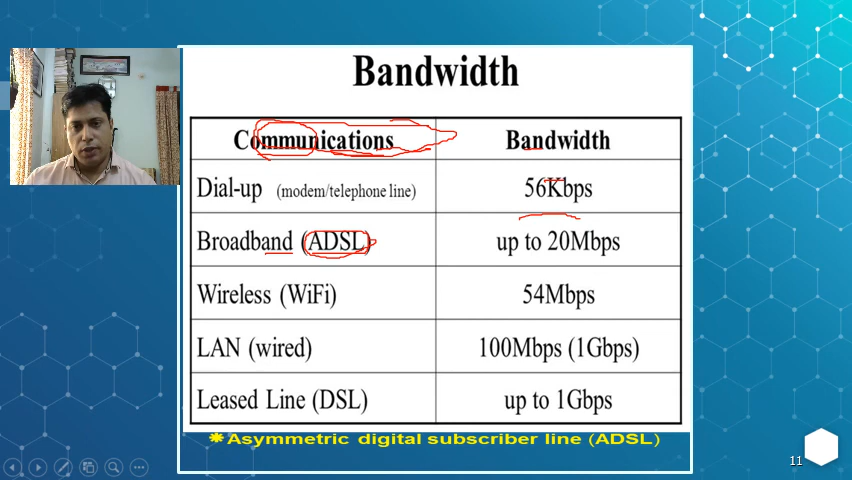 Bandwidth
Communications Bandwidth
Dial-up (modem/telephone line) 56Kbps
Broadband (ADSL) up to 20Mbps
Wireless (WiFi) 54Mbps
LAN (wired) 100Mbps (1Gbps)
Leased Line (DSL) up to 1Gbps
*Asymmetric digital subscriber line (ADSL)
11